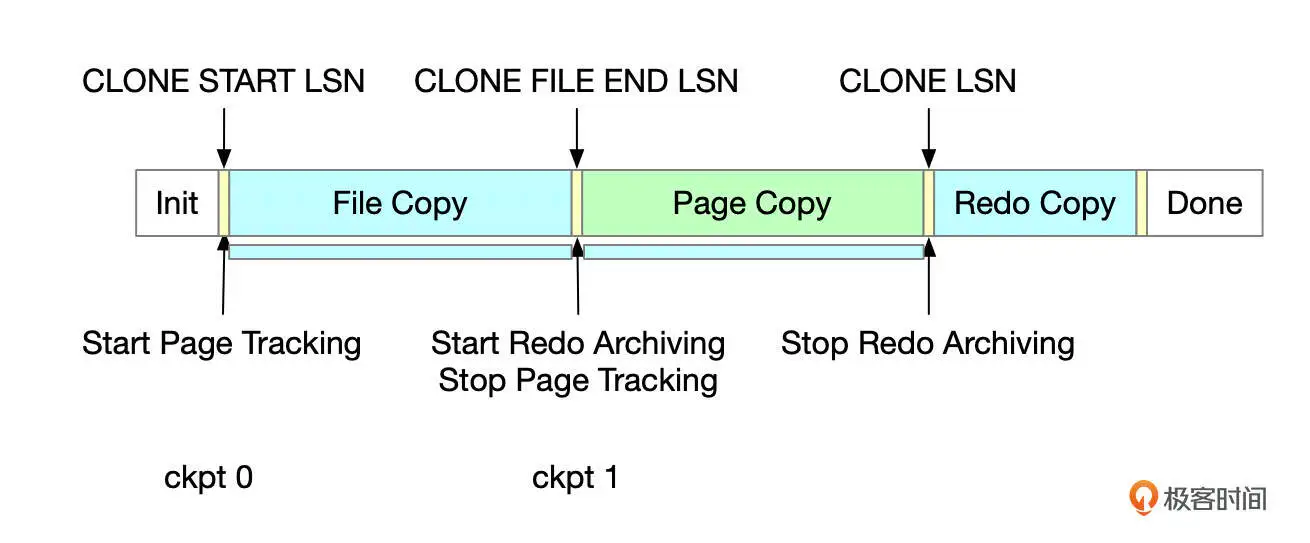 CLONE START LSN
CLONE FILE END LSN
CLONE LSN
Init
File Copy
Page Copy
Redo Copy
Done
Start Page Tracking
Start Redo Archiving
Stop Page Tracking
Stop Redo Archiving
ckpt 0
ckpt 1
极客时间